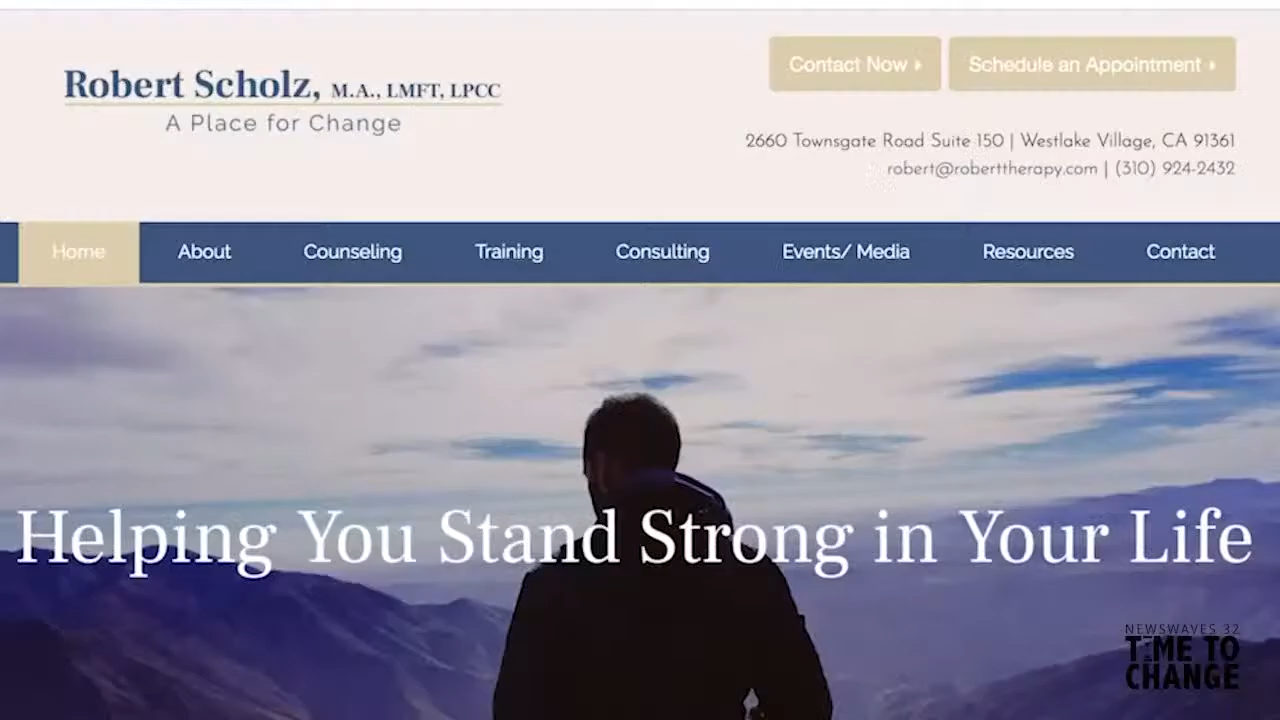 Robert Scholz, M.A., LMFT, LPCC
A Place for Change
Contact Now
Schedule an Appointment
2660 Townsgate Road Suite 150 | Westlake Village, CA 91361
robert@roberttherapy.com | (310) 924-2432
Home About Counseling Training Consulting Events/ Media Resources Contact
Helping You Stand Strong in Your Life
NEWSWAVES 32
TIME TO
CHANGE